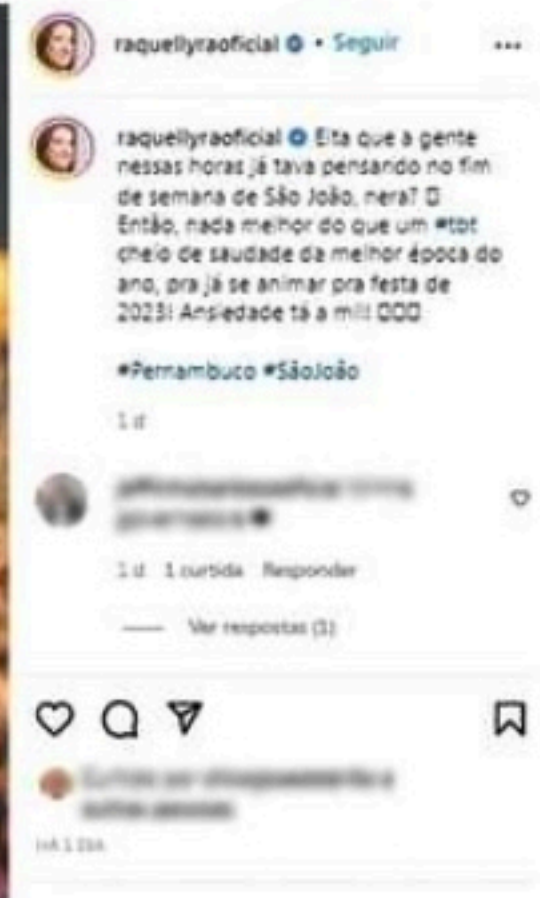 raquellyraoficial • Seguir
raquellyraoficial Eita que a gente
nessas horas já tava pensando no fim
de semana de São João, nera?
Então, nada melhor do que um #tbt
cheio de saudade da melhor época do
ano, pra já se animar pra festa de
2023! Ansiedade tá a mil!
#Pernambuco #SãoJoão
1 d
1 d 1 curtida Responder
Ver respostas (1)
HÁ 1 DIA